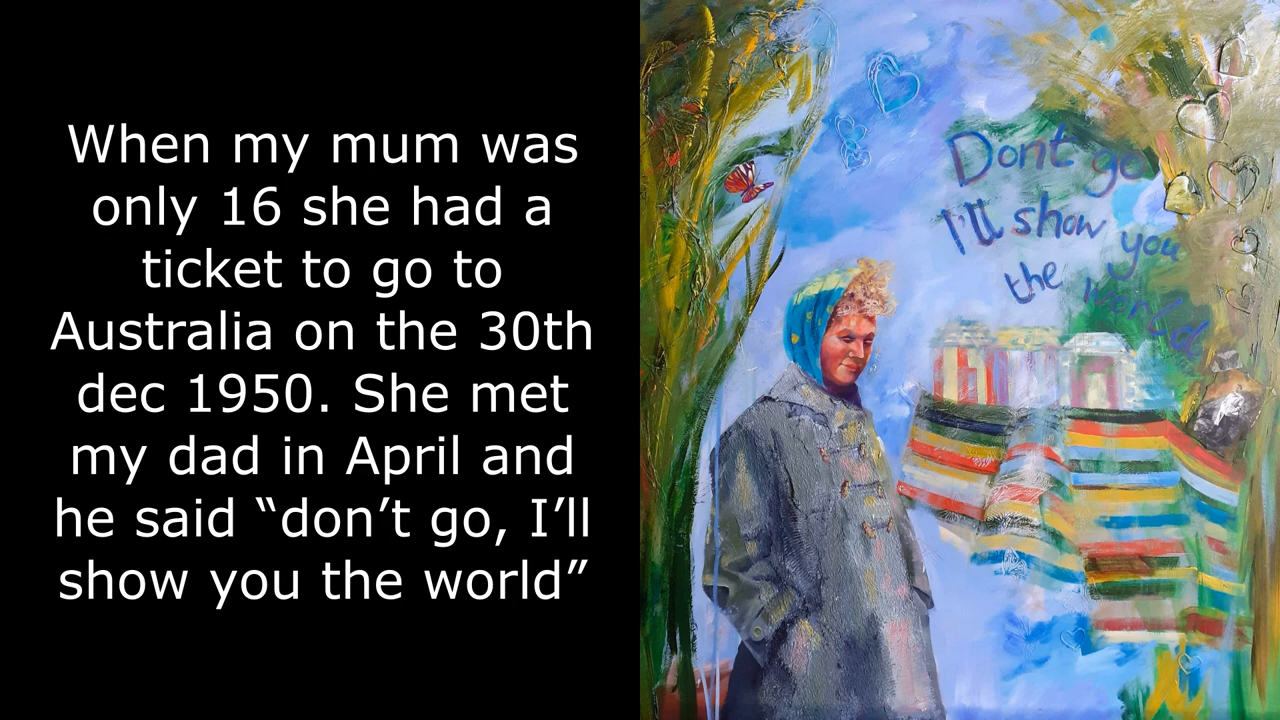 When my mum was
only 16 she had a
ticket to go to
Australia on the 30th
dec 1950. She met
my dad in April and
he said “don’t go, I’ll
show you the world”
Dont go
I'll show you
the world